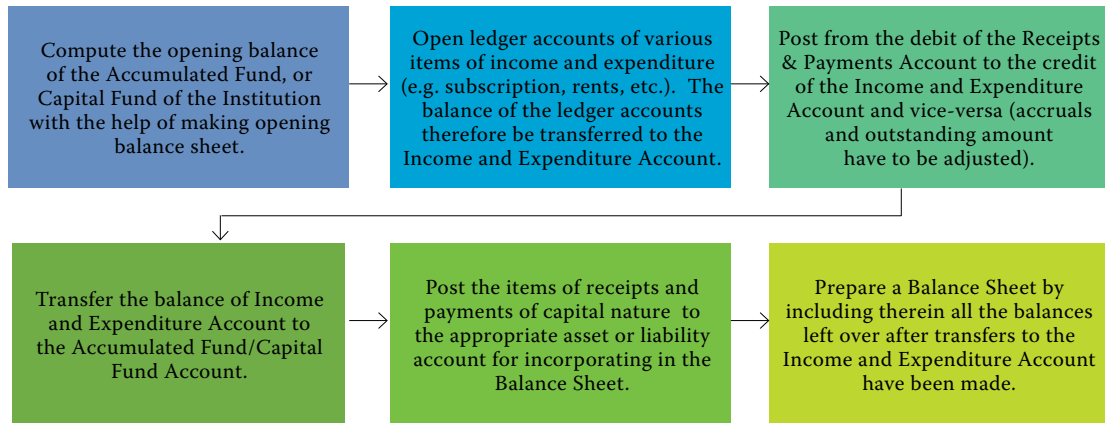 Compute the opening balance
of the Accumulated Fund, or
Capital Fund of the Institution
with the help of making opening
balance sheet.
Open ledger accounts of various
items of income and expenditure
(e.g. subscription, rents, etc.). The
balance of the ledger accounts
therefore be transferred to the
Income and Expenditure Account.
Post from the debit of the Receipts
& Payments Account to the credit
of the Income and Expenditure
Account and vice-versa (accruals
and outstanding amount
have to be adjusted).
Transfer the balance of Income
and Expenditure Account to
the Accumulated Fund/Capital
Fund Account.
Post the items of receipts and
payments of capital nature to
the appropriate asset or liability
account for incorporating in the
Balance Sheet.
Prepare a Balance Sheet by
including therein all the balances
left over after transfers to the
Income and Expenditure Account
have been made.